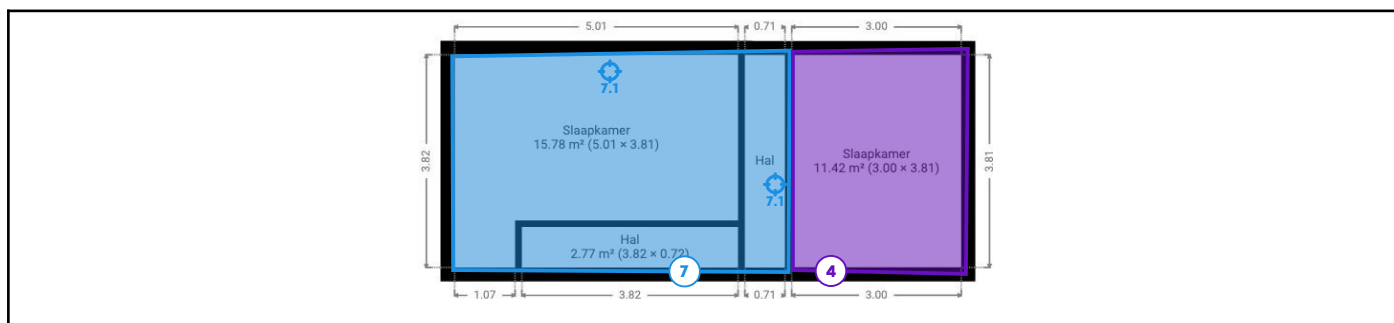 5.01 0.71 3.00
7.1
Slaapkamer
15.78 m² (5.01 × 3.81)
3.82
Hal
Slaapkamer
11.42 m² (3.00 × 3.81)
3.81
7.1
Hal
2.77 m² (3.82 × 0.72)
7 4
1.07 3.82 0.71 3.00